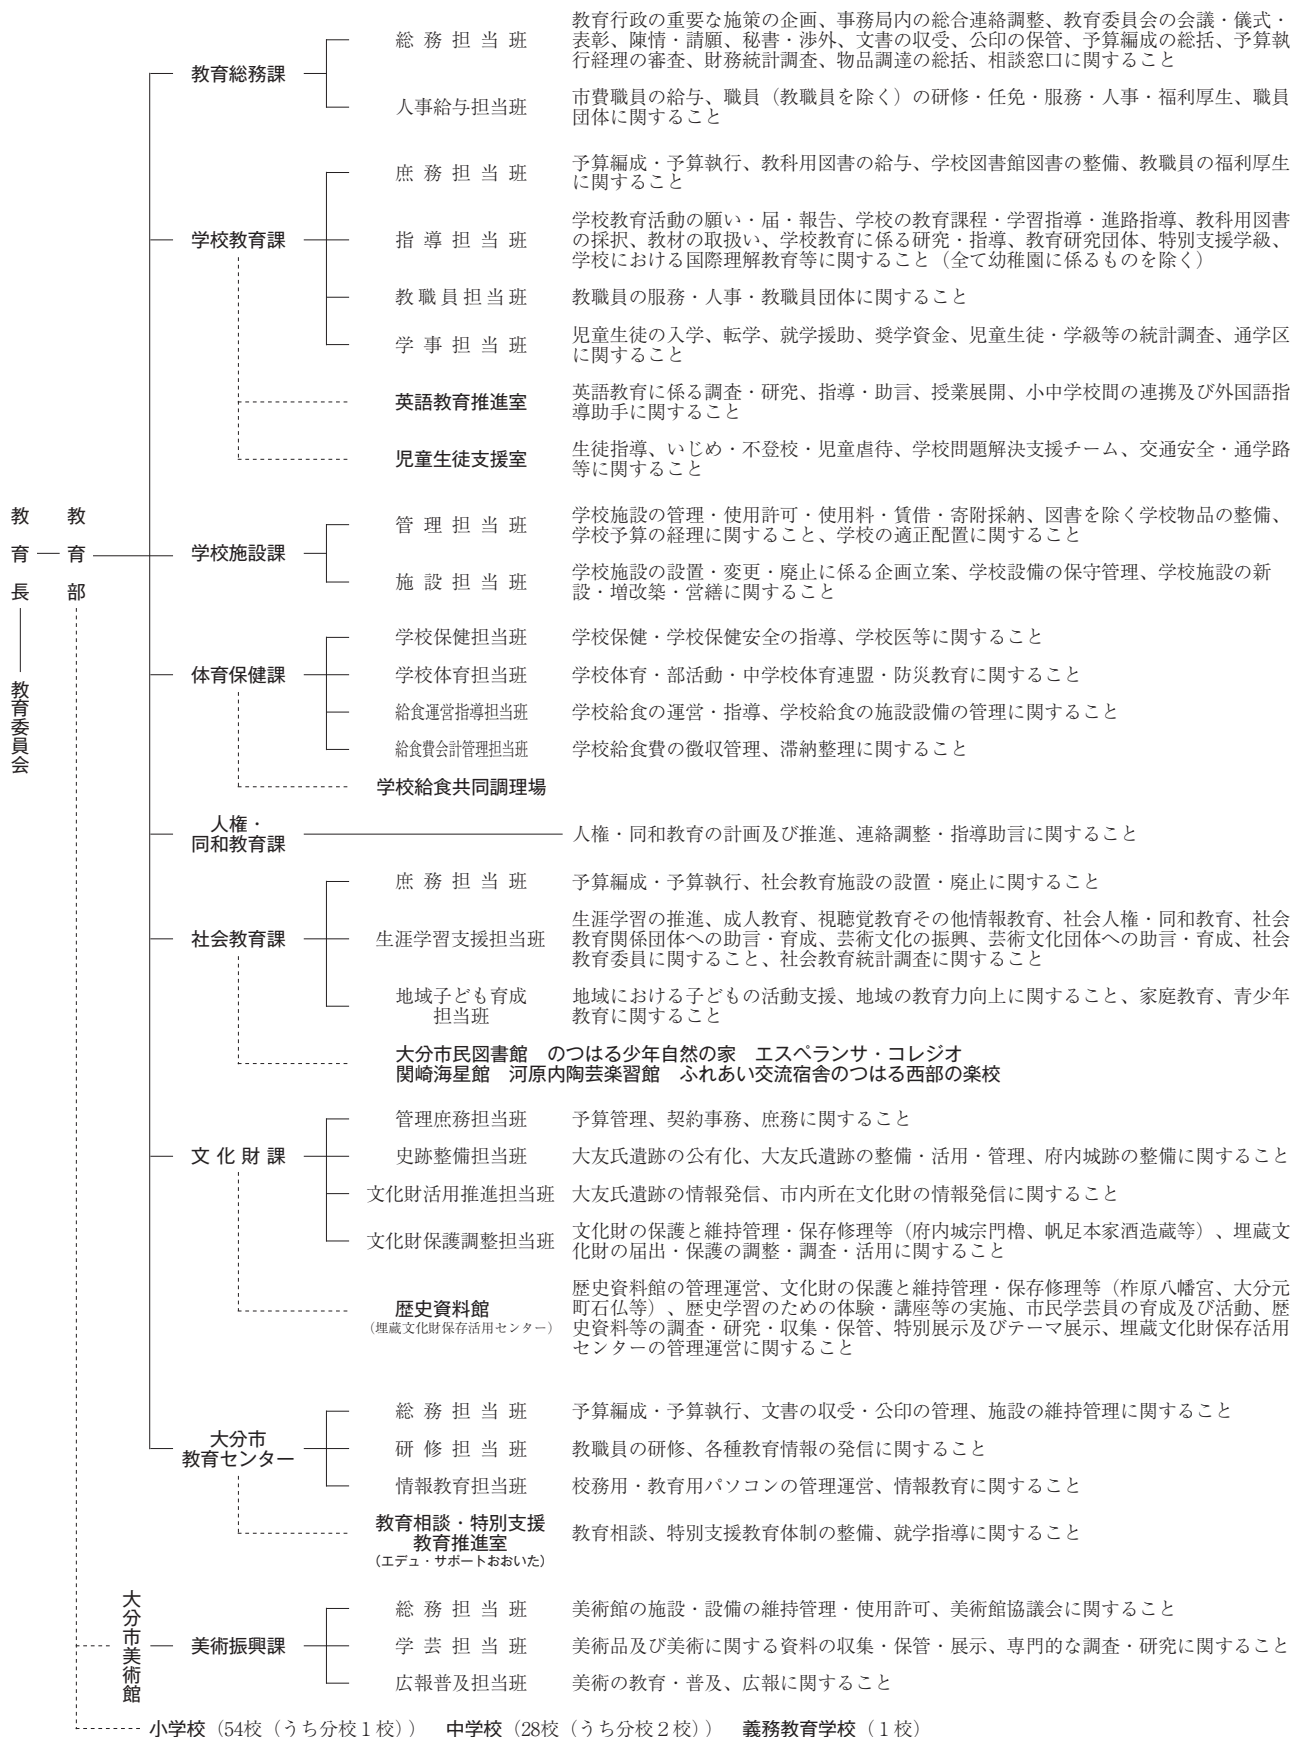 教育長
教育委員会
教育部
教育総務課
総務担当班
教育行政の重要な施策の企画、事務局内の総合連絡調整、教育委員会の会議・儀式・
表彰、陳情・請願、秘書・渉外、文書の収受、公印の保管、予算編成の総括、予算執
行経理の審査、財務統計調査、物品調達の総括、相談窓口に関すること
人事給与担当班
市費職員の給与、職員（教職員を除く）の研修・任免・服務・人事・福利厚生、職員
団体に関すること
学校教育課
庶務担当班
予算編成・予算執行、教科用図書の給与、学校図書館図書の整備、教職員の福利厚生
に関すること
指導担当班
学校教育活動の願い・届・報告、学校の教育課程・学習指導・進路指導、教科用図書
の採択、教材の取扱い、学校教育に係る研究・指導、教育研究団体、特別支援学級、
学校における国際理解教育等に関すること（全て幼稚園に係るものを除く）
教職員担当班
教職員の服務・人事・教職員団体に関すること
学事担当班
児童生徒の入学、転学、就学援助、奨学資金、児童生徒・学級等の統計調査、通学区
に関すること
英語教育推進室
英語教育に係る調査・研究、指導・助言、授業展開、小中学校間の連携及び外国語指
導助手に関すること
児童生徒支援室
生徒指導、いじめ・不登校・児童虐待、学校問題解決支援チーム、交通安全・通学路
等に関すること
学校施設課
管理担当班
学校施設の管理・使用許可・使用料・賃借・寄附採納、図書を除く学校物品の整備、
学校予算の経理に関すること、学校の適正配置に関すること
施設担当班
学校施設の設置・変更・廃止に係る企画立案、学校設備の保守管理、学校施設の新
設・増改築・営繕に関すること
体育保健課
学校保健担当班
学校保健・学校保健安全の指導、学校医等に関すること
学校体育担当班
学校体育・部活動・中学校体育連盟・防災教育に関すること
給食運営指導担当班
学校給食の運営・指導、学校給食の施設設備の管理に関すること
給食費会計管理担当班
学校給食費の徴収管理、滞納整理に関すること
学校給食共同調理場
人権・
同和教育課
人権・同和教育の計画及び推進、連絡調整・指導助言に関すること
社会教育課
庶務担当班
予算編成・予算執行、社会教育施設の設置・廃止に関すること
生涯学習支援担当班
生涯学習の推進、成人教育、視聴覚教育その他情報教育、社会人権・同和教育、社会
教育関係団体への助言・育成、芸術文化の振興、芸術文化団体への助言・育成、社会
教育委員に関すること、社会教育統計調査に関すること
地域子ども育成
担当班
地域における子どもの活動支援、地域の教育力向上に関すること、家庭教育、青少年
教育に関すること
大分市民図書館　のつはる少年自然の家　エスペランサ・コレジオ
関崎海星館　河原内陶芸楽習館　ふれあい交流宿舎のつはる西部の楽校
文化財課
管理庶務担当班
予算管理、契約事務、庶務に関すること
史跡整備担当班
大友氏遺跡の公有化、大友氏遺跡の整備・活用・管理、府内城跡の整備に関すること
文化財活用推進担当班
大友氏遺跡の情報発信、市内所在文化財の情報発信に関すること
文化財保護調整担当班
文化財の保護と維持管理・保存修理等（府内城宗門櫓、帆足本家酒造蔵等）、埋蔵文
化財の届出・保護の調整・調査・活用に関すること
歴史資料館
（埋蔵文化財保存活用センター）
歴史資料館の管理運営、文化財の保護と維持管理・保存修理等（柞原八幡宮、大分元
町石仏等）、歴史学習のための体験・講座等の実施、市民学芸員の育成及び活動、歴
史資料等の調査・研究・収集・保管、特別展示及びテーマ展示、埋蔵文化財保存活用
センターの管理運営に関すること
大分市
教育センター
総務担当班
予算編成・予算執行、文書の収受・公印の管理、施設の維持管理に関すること
研修担当班
教職員の研修、各種教育情報の発信に関すること
情報教育担当班
校務用・教育用パソコンの管理運営、情報教育に関すること
教育相談・特別支援
教育推進室
（エデュ・サポートおおいた）
教育相談、特別支援教育体制の整備、就学指導に関すること
大分市美術館
美術振興課
総務担当班
美術館の施設・設備の維持管理・使用許可、美術館協議会に関すること
学芸担当班
美術品及び美術に関する資料の収集・保管・展示、専門的な調査・研究に関すること
広報普及担当班
美術の教育・普及、広報に関すること
小学校（54校（うち分校１校））　中学校（28校（うち分校２校））　義務教育学校（１校）